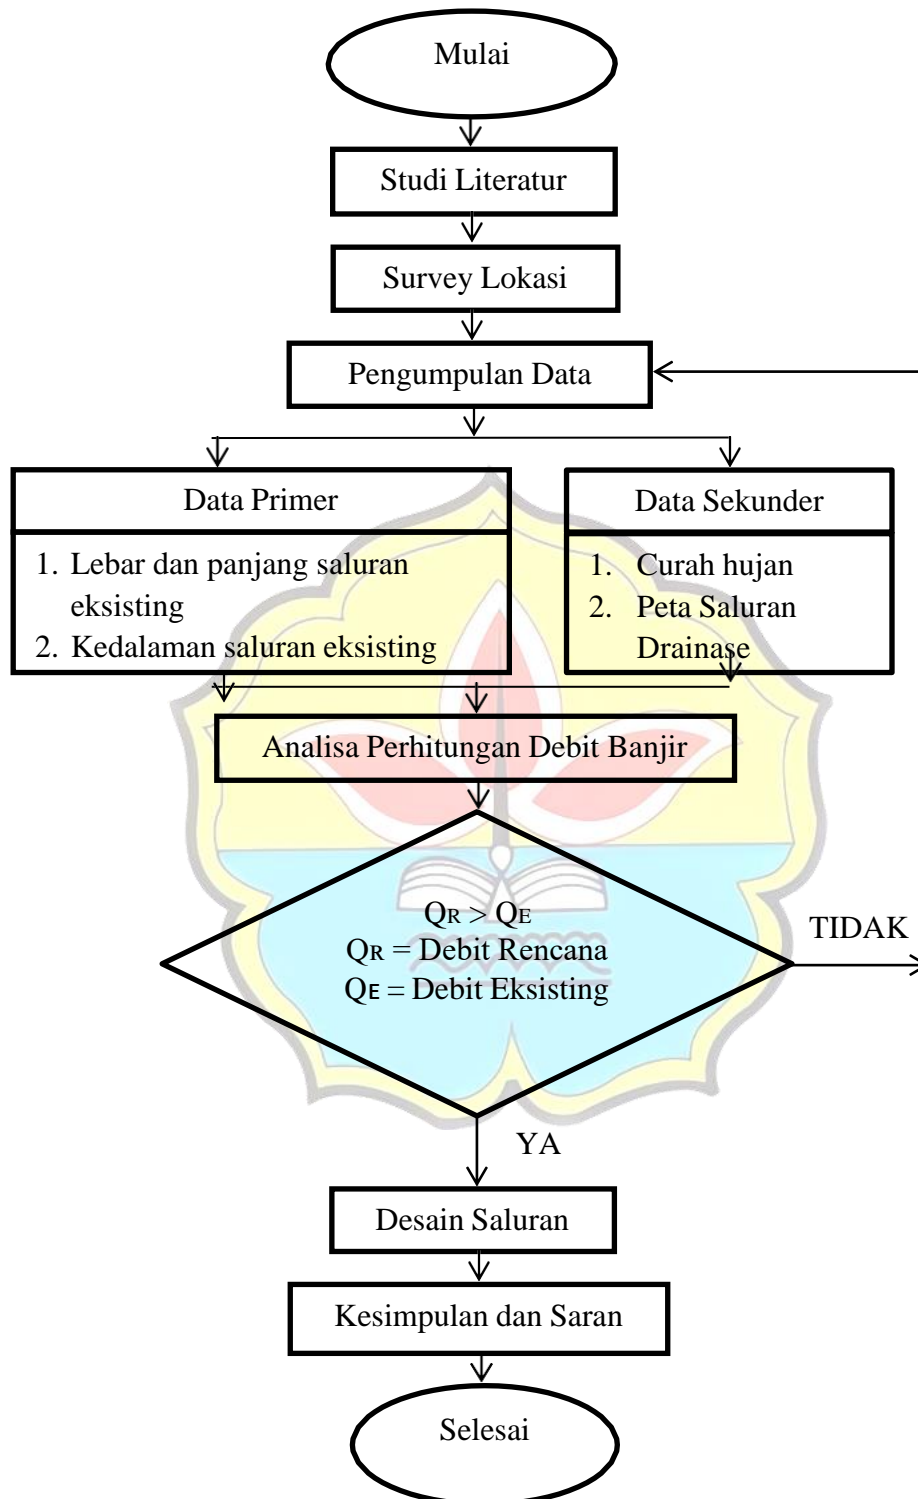 Mulai
Studi Literatur
Survey Lokasi
Pengumpulan Data
Data Primer
1. Lebar dan panjang saluran
eksisting
2. Kedalaman saluran eksisting
Data Sekunder
1. Curah hujan
2. Peta Saluran
Drainase
Analisa Perhitungan Debit Banjir
QR > QE
QR = Debit Rencana
QE = Debit Eksisting
TIDAK
YA
Desain Saluran
Kesimpulan dan Saran
Selesai